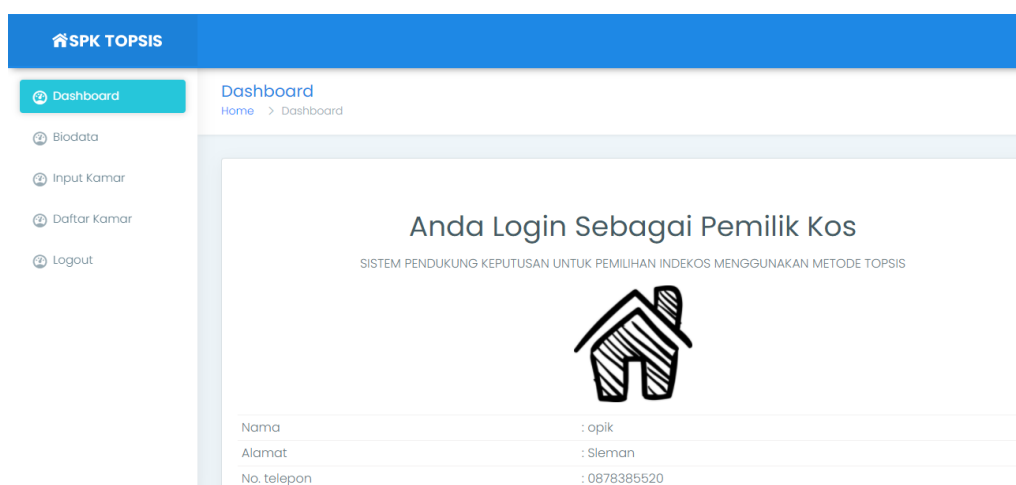 SPK TOPSIS
Dashboard
Biodata
Input Kamar
Daftar Kamar
Logout
Dashboard
Home > Dashboard
Anda Login Sebagai Pemilik Kos
SISTEM PENDUKUNG KEPUTUSAN UNTUK PEMILIHAN INDEKOS MENGGUNAKAN METODE TOPSIS
Nama : opik
Alamat : Sleman
No. telepon : 0878385520